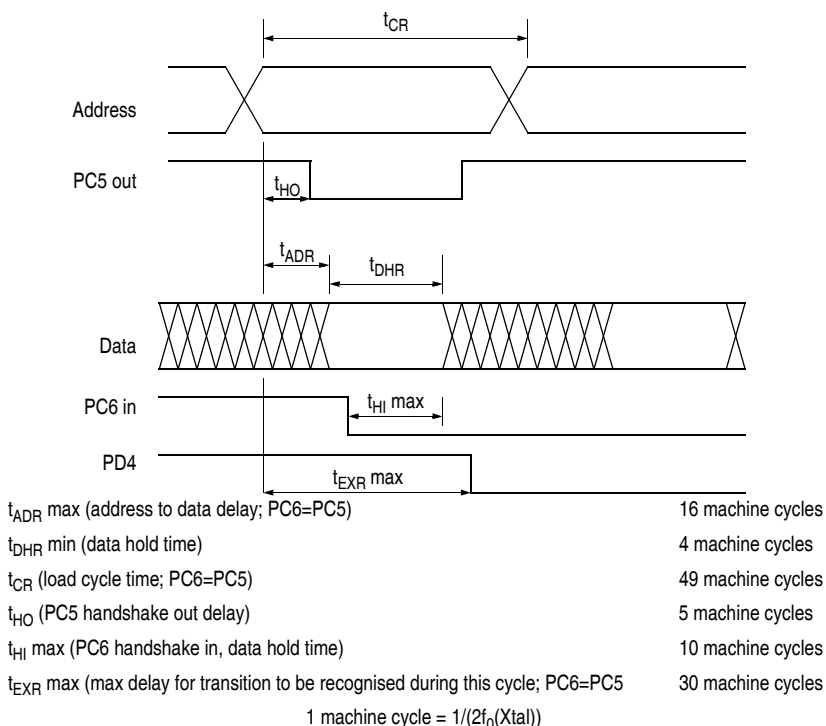 tCR
Address
PC5 out
tHO
tADR
tDHR
Data
PC6 in
tHI max
PD4
tEXR max
tADR max (address to data delay; PC6=PC5) 16 machine cycles
tDHR min (data hold time) 4 machine cycles
tCR (load cycle time; PC6=PC5) 49 machine cycles
tHO (PC5 handshake out delay) 5 machine cycles
tHI max (PC6 handshake in, data hold time) 10 machine cycles
tEXR max (max delay for transition to be recognised during this cycle; PC6=PC5 30 machine cycles
1 machine cycle = 1/(2f0(Xtal))